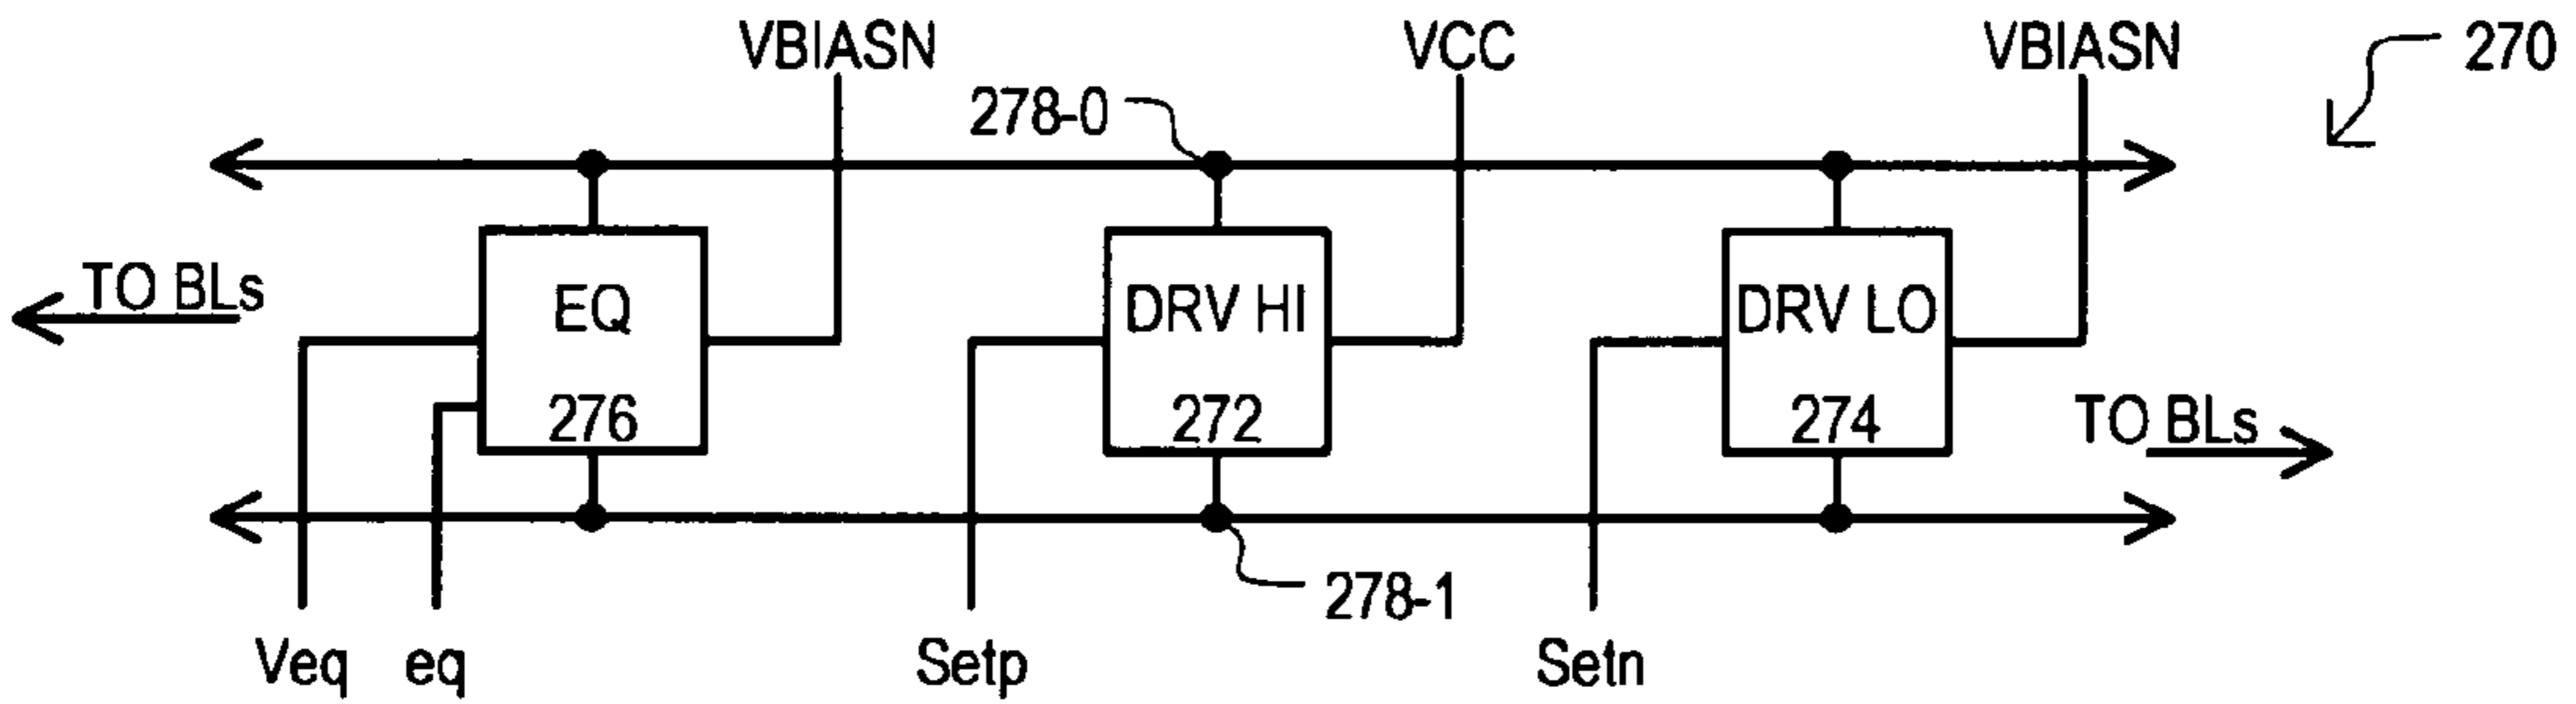 VBIASN
VCC
VBIASN
270
278-0
TO BLs
EQ
276
DRV HI
272
DRV LO
274
TO BLs
278-1
Veq
eq
Setp
Setn